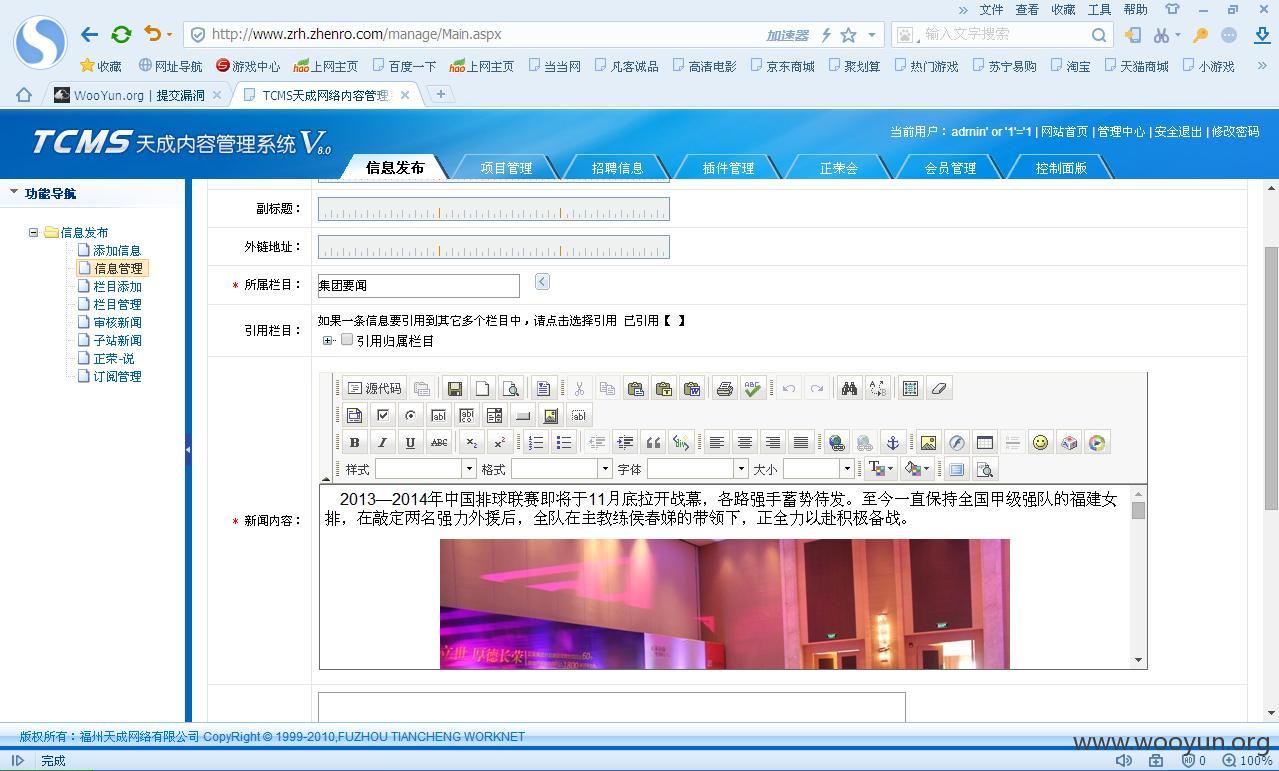 » 文件 查看 收藏 工具 帮助
http://www.zrh.zhenro.com/manage/Main.aspx
加速器
输入文字搜索
收藏 网址导航 游戏中心 hao 上网主页 百度一下 hao 上网主页 当当网 凡客诚品 高清电影 京东商城 聚划算 热门游戏 苏宁易购 淘宝 天猫商城 小游戏 »
WooYun.org | 提交漏洞
TCMS天成网络内容管理
TCMS 天成内容管理系统 V8.0
当前用户：admin' or '1'='1 | 网站首页 | 管理中心 | 安全退出 | 修改密码
信息发布 项目管理 招聘信息 插件管理 正荣会 会员管理 控制面版
功能导航
信息发布
添加信息
信息管理
栏目添加
栏目管理
审核新闻
子站新闻
正荣-说
订阅管理
副标题：
外链地址：
* 所属栏目： 集团要闻
引用栏目： 如果一条信息要引用到其它多个栏目中，请点击选择引用 已引用【 】
引用归属栏目
源代码
B I U ABC x₂ x²
样式 格式 字体 大小
* 新闻内容：
2013—2014年中国排球联赛即将于11月底拉开战幕，各路强手蓄势待发。至今一直保持全国甲级强队的福建女
排，在敲定两名强力外援后，全队在主教练侯春娣的带领下，正全力以赴积极备战。
立世 厚德长荣
版权所有：福州天成网络有限公司 CopyRight © 1999-2010,FUZHOU TIANCHENG WORKNET
www.wooyun.org
完成
0
100%